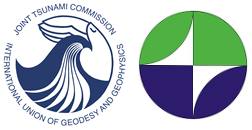 JOINT TSUNAMI COMMISSION
INTERNATIONAL UNION OF GEODESY AND GEOPHYSICS